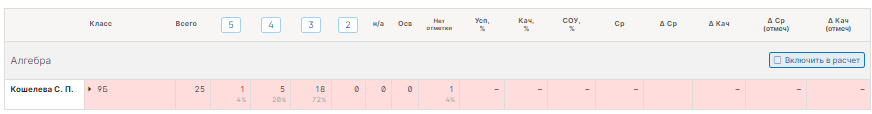 Класс Всего 5 4 3 2 н/а Осв Нет отметки Усп, % Кач, % СОУ, % Ср Δ Ср Δ Кач Δ Ср (отмеч) Δ Кач (отмеч)
Алгебра Включить в расчет
Кошелева С. П. 9Б 25 1 5 18 0 0 0 1 – – – – – – –
4% 20% 72% 4%